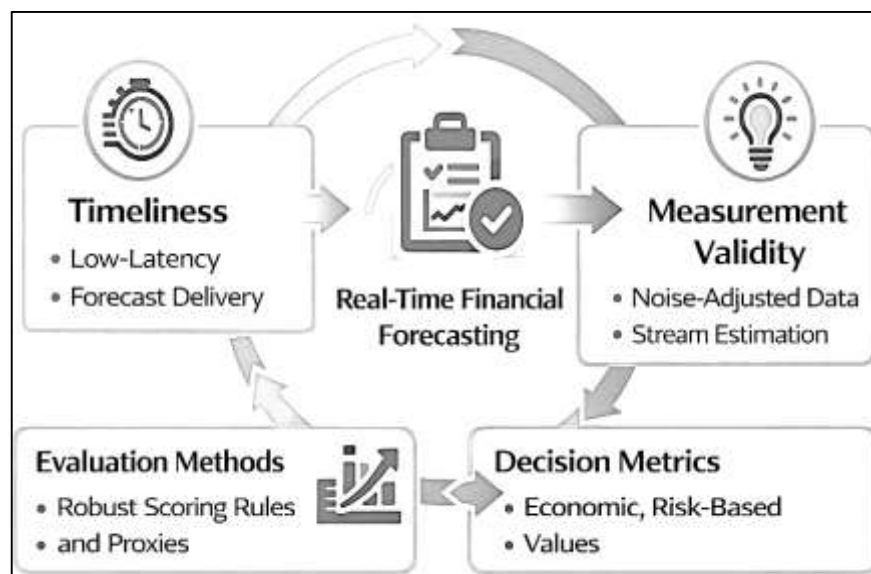 Timeliness
• Low-Latency
• Forecast Delivery
Real-Time Financial
Forecasting
Measurement
Validity
• Noise-Adjusted Data
• Stream Estimation
Evaluation Methods
• Robust Scoring Rules
• and Proxies
Decision Metrics
• Economic, Risk-Based
• Values